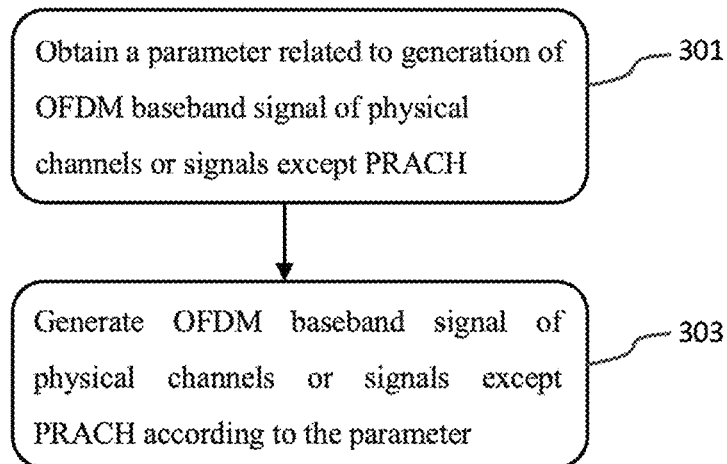 Obtain a parameter related to generation of
OFDM baseband signal of physical
channels or signals except PRACH
301
Generate OFDM baseband signal of
physical channels or signals except
PRACH according to the parameter
303